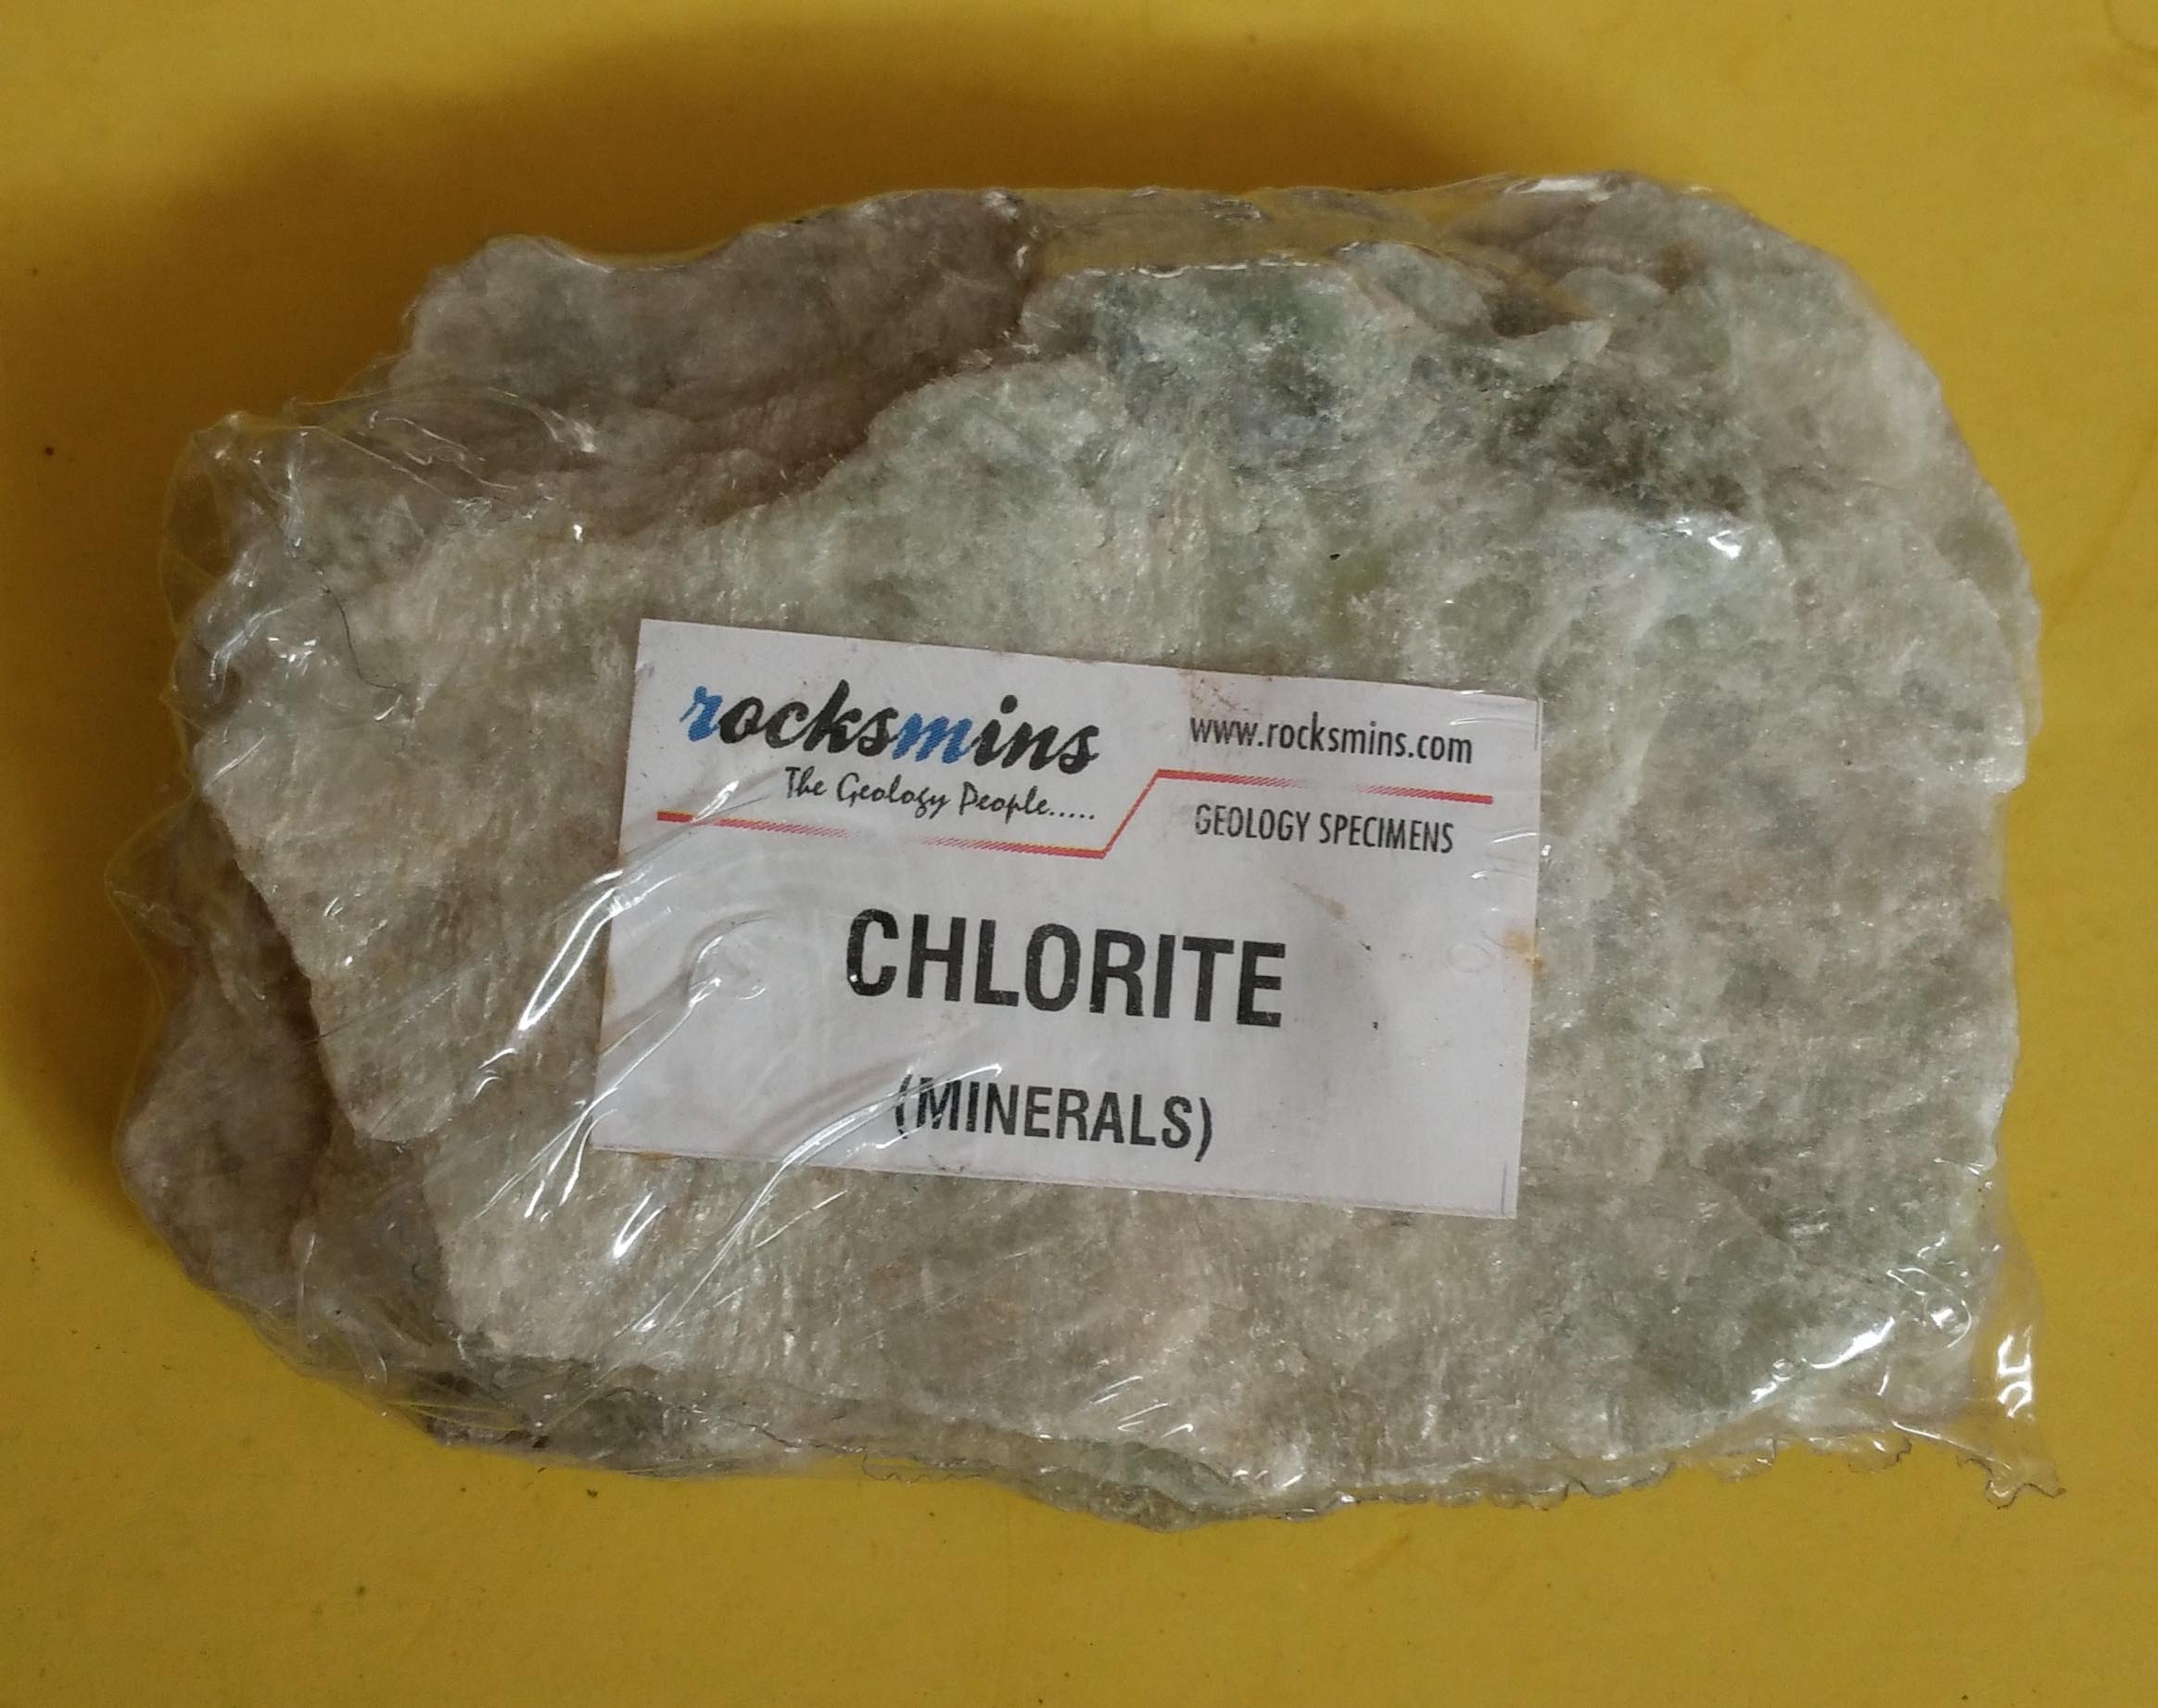 rocksmins
The Geology People.....
www.rocksmins.com
GEOLOGY SPECIMENS
CHLORITE
(MINERALS)